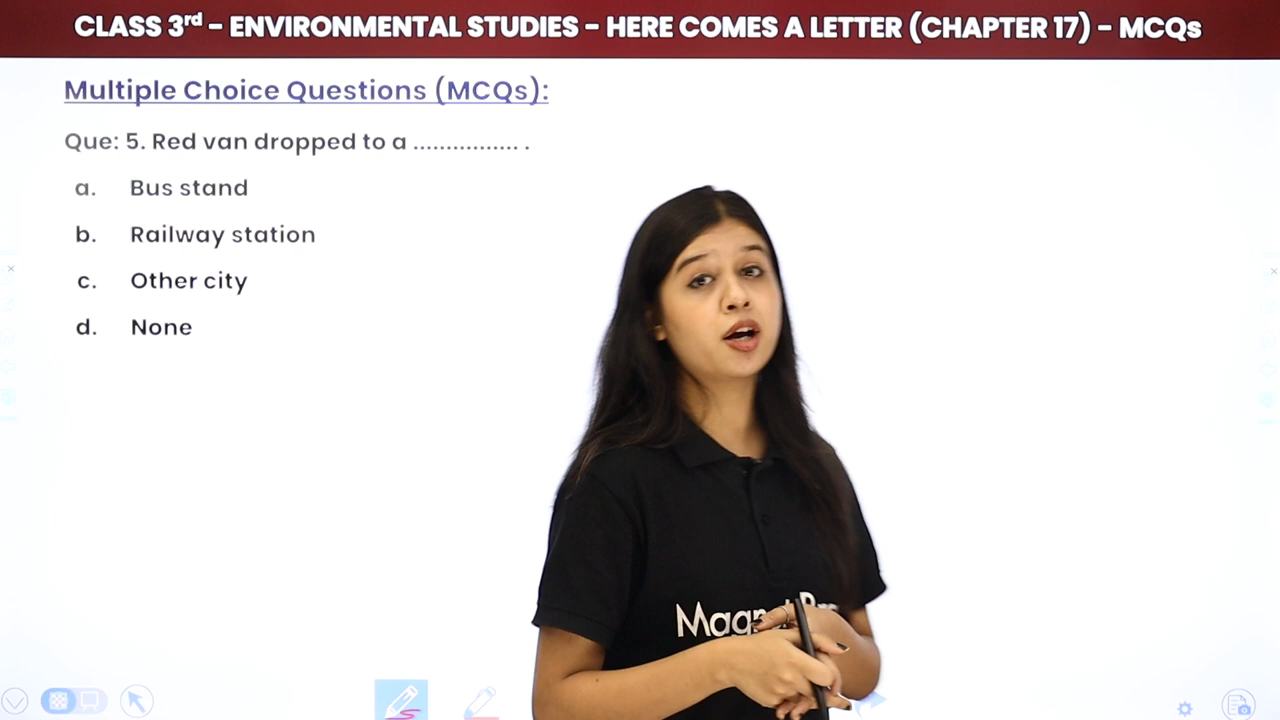 CLASS 3rd – ENVIRONMENTAL STUDIES – HERE COMES A LETTER (CHAPTER 17) – MCQs
Multiple Choice Questions (MCQs):
Que: 5. Red van dropped to a ................ .
a. Bus stand
b. Railway station
c. Other city
d. None